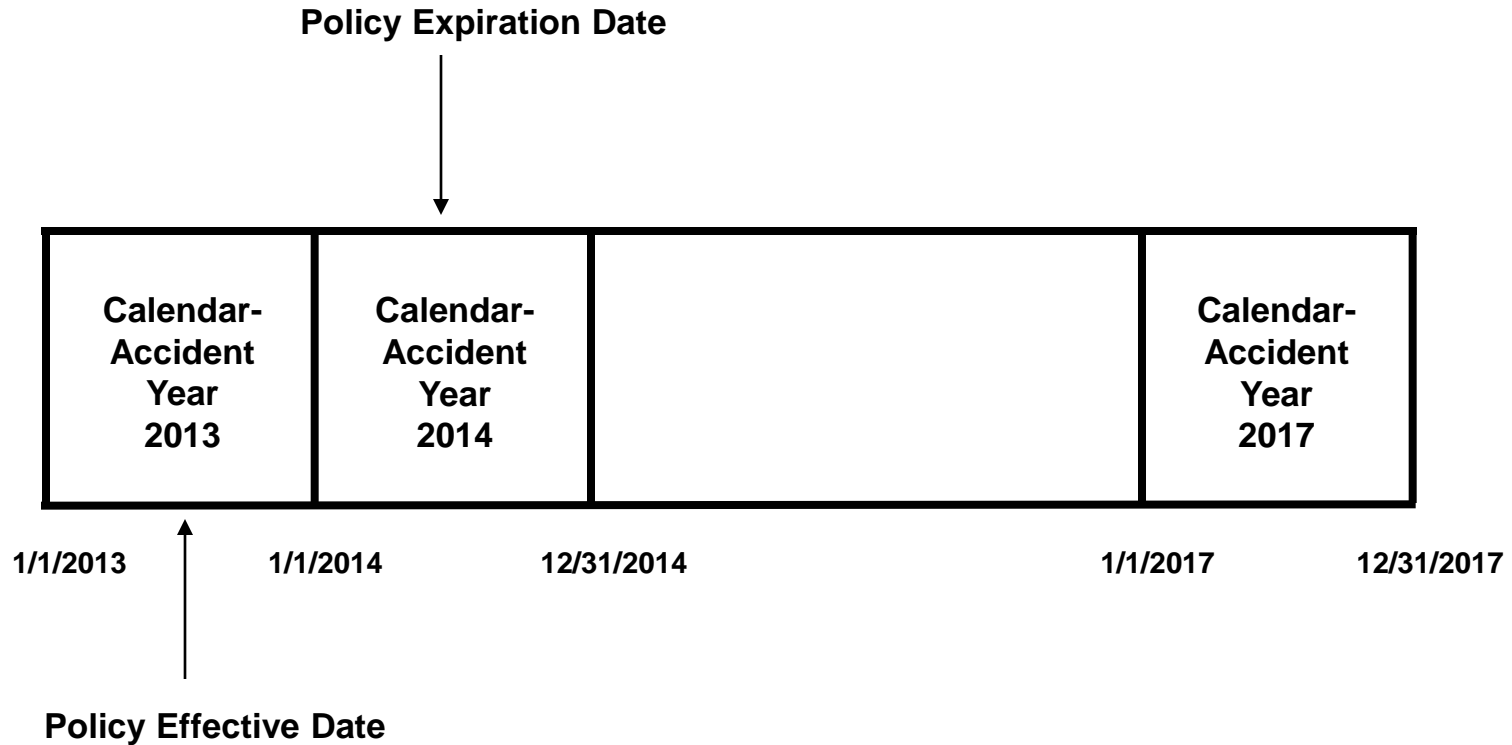 Policy Expiration Date
Calendar-
Accident
Year
2013
Calendar-
Accident
Year
2014
Calendar-
Accident
Year
2017
1/1/2013
1/1/2014
12/31/2014
1/1/2017
12/31/2017
Policy Effective Date